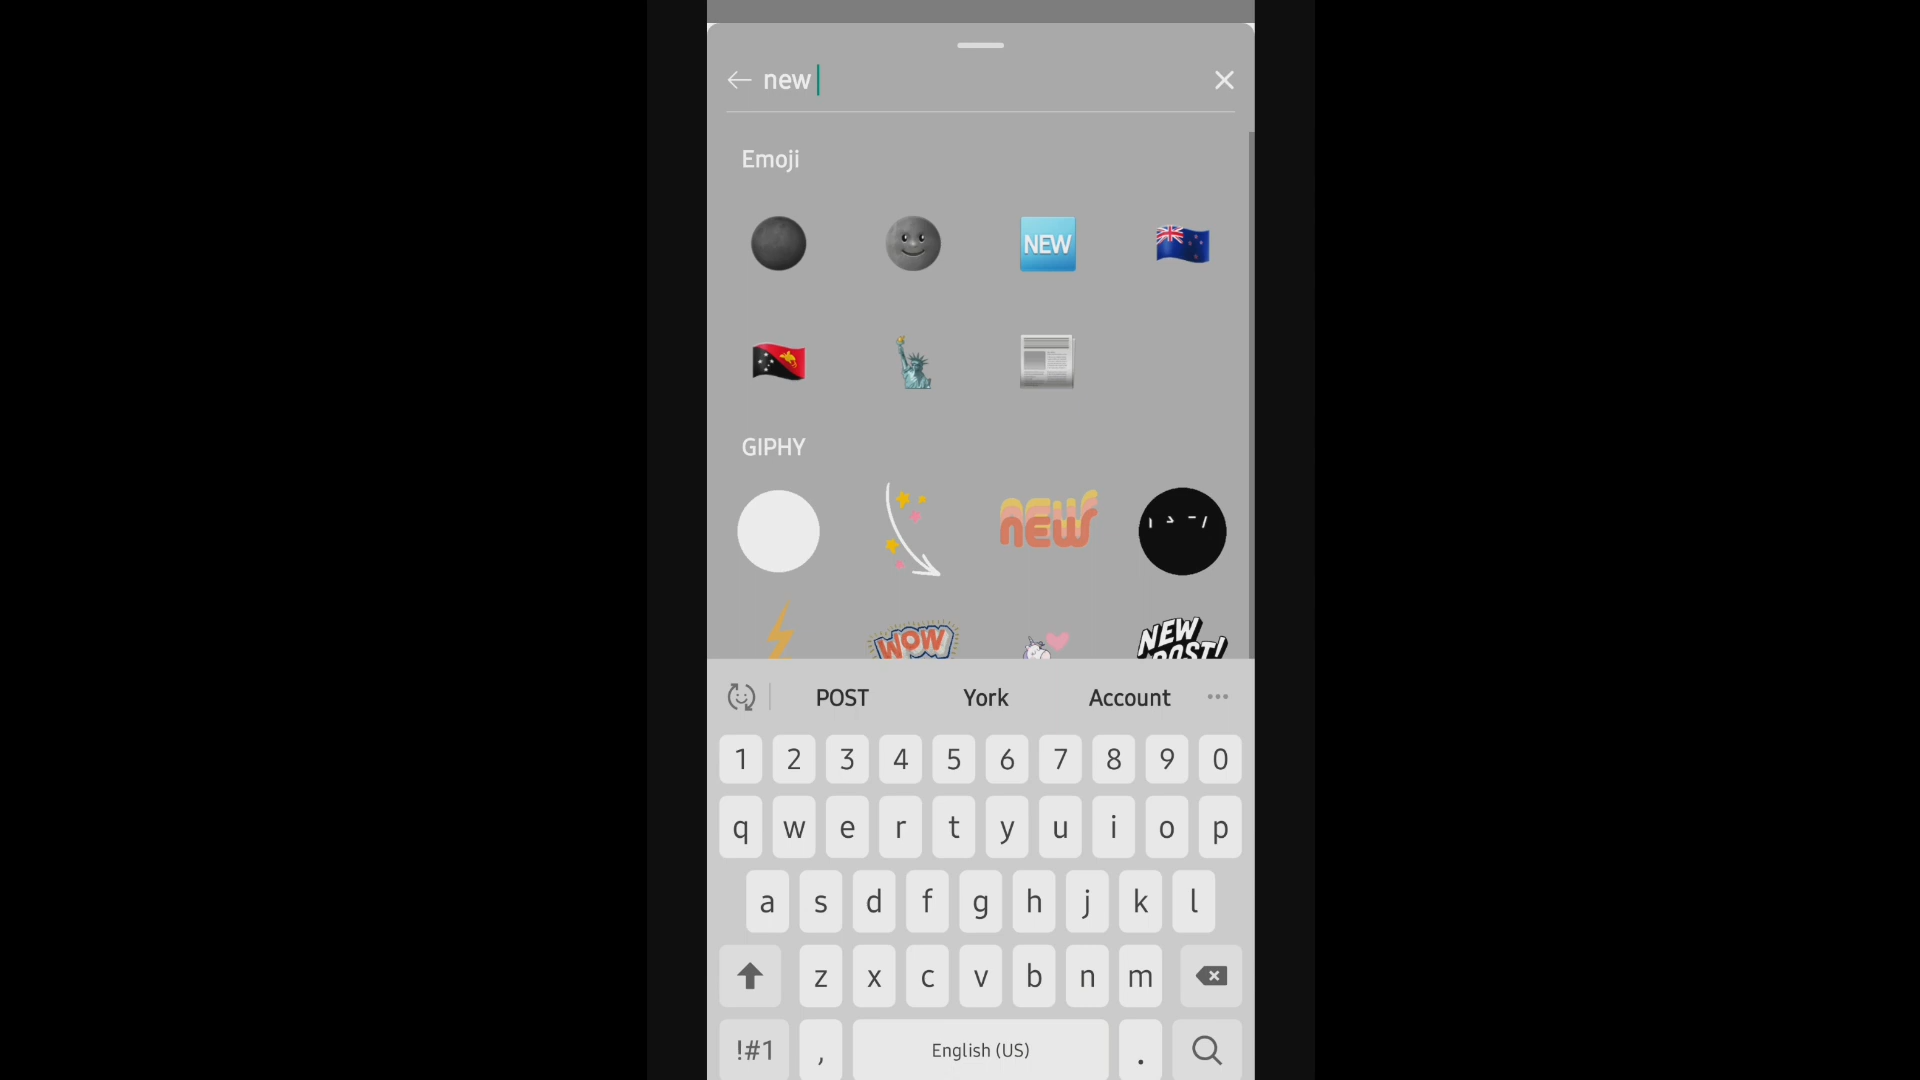 new
Emoji
NEW
GIPHY
new
WOW
NEW
POST!
POST York Account
1 2 3 4 5 6 7 8 9 0
q w e r t y u i o p
a s d f g h j k l
z x c v b n m
!#1 , English (US) .